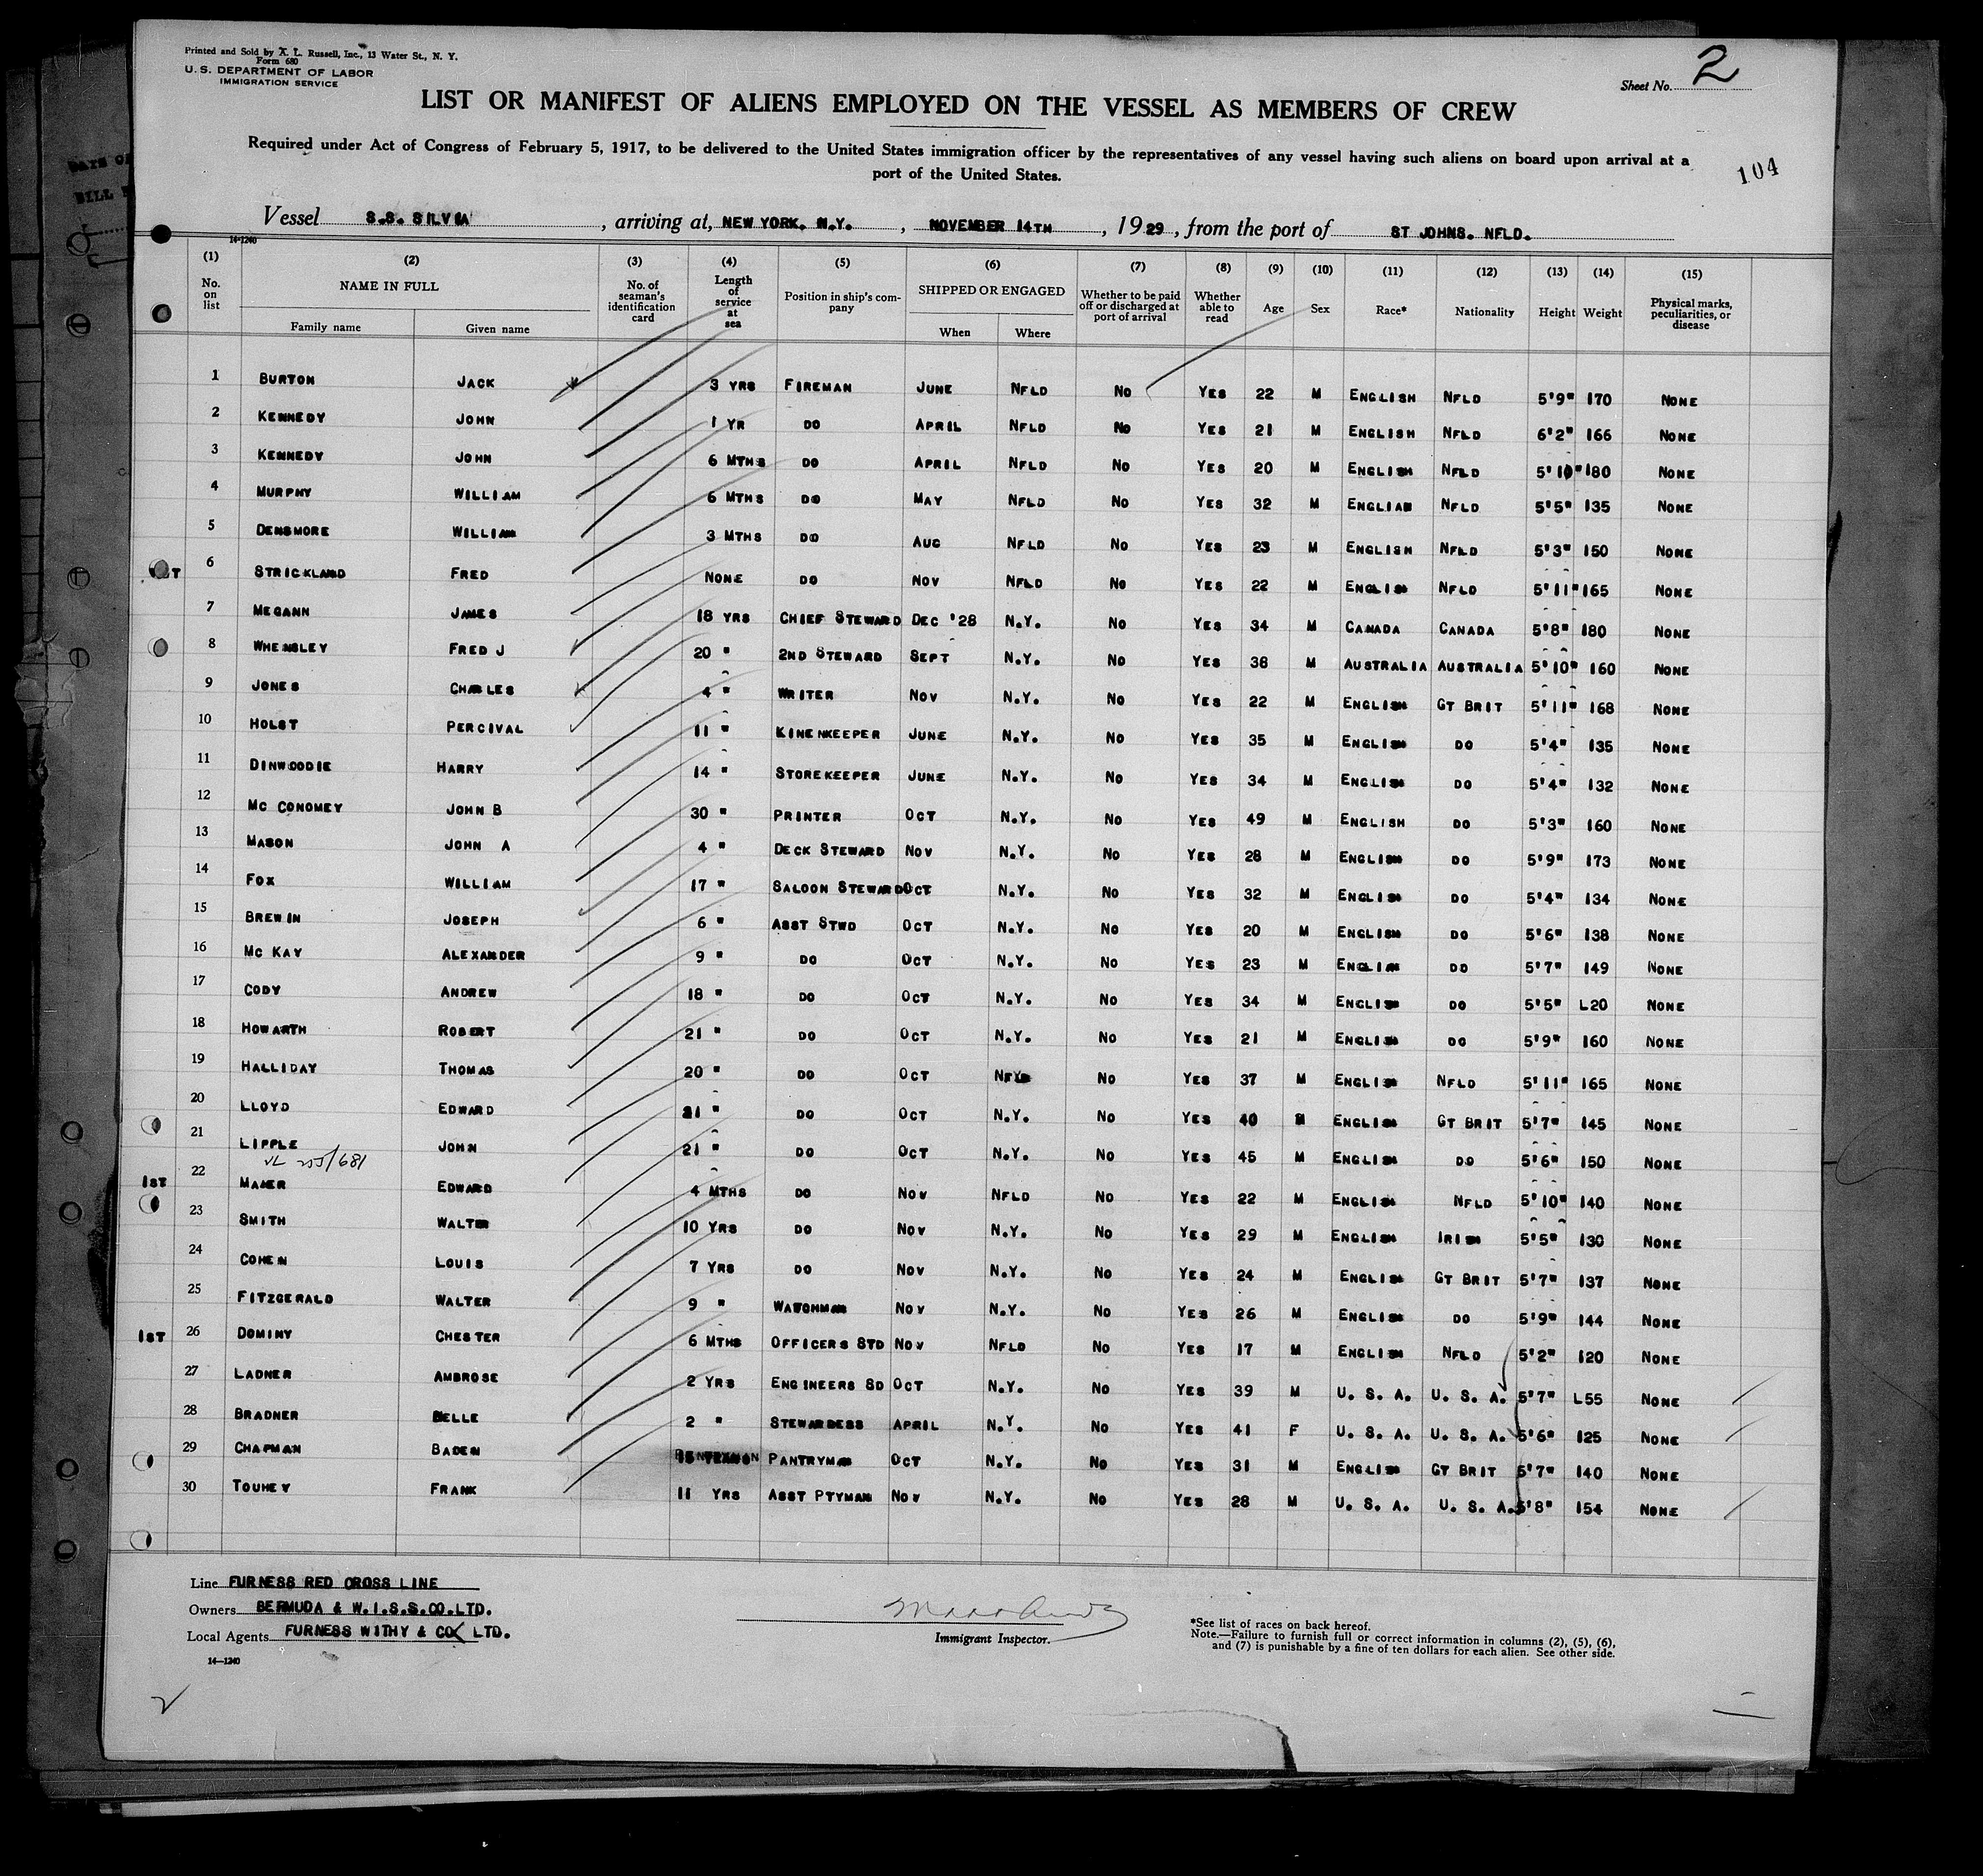 Printed and Sold by A. L. Russell, Inc., 13 Water St., N. Y.
Form 680
U. S. DEPARTMENT OF LABOR
IMMIGRATION SERVICE
Sheet No. 2
LIST OR MANIFEST OF ALIENS EMPLOYED ON THE VESSEL AS MEMBERS OF CREW
Required under Act of Congress of February 5, 1917, to be delivered to the United States immigration officer by the representatives of any vessel having such aliens on board upon arrival at a
port of the United States.
104
Vessel S.S. SILVIA, arriving at, NEW YORK. N.Y., NOVEMBER 14TH, 1929, from the port of ST JOHNS. NFLD.
14-1240
(1) (2) (3) (4) (5) (6) (7) (8) (9) (10) (11) (12) (13) (14) (15)
No. on list NAME IN FULL Family name Given name No. of seaman's identification card Length of service at sea Position in ship's company SHIPPED OR ENGAGED When Where Whether to be paid off or discharged at port of arrival Whether able to read Age Sex Race* Nationality Height Weight Physical marks, peculiarities, or disease
1 BURTON JACK 3 YRS FIREMAN JUNE NFLD NO YES 22 M ENGLISH NFLD 5'9" 170 NONE
2 KENNEDY JOHN 1 YR DO APRIL NFLD NO YES 21 M ENGLISH NFLD 6'2" 166 NONE
3 KENNEDY JOHN 6 MTHS DO APRIL NFLD NO YES 20 M ENGLISH NFLD 5'10" 180 NONE
4 MURPHY WILLIAM 6 MTHS DO MAY NFLD NO YES 32 M NFLD 5'5" 135 NONE
5 DENSMORE WILLIAM 3 MTHS DO AUG NFLD NO YES 23 M ENGLISH NFLD 5'3" 150 NONE
6 STRICKLAND FRED NONE DO NOV NFLD NO YES 22 M ENGLISH NFLD 5'11" 165 NONE
7 MEGANN JAMES 18 YRS CHIEF STEWARD DEC '28 N.Y. NO YES 34 M CANADA CANADA 5'8" 180 NONE
8 WHENSLEY FRED J 20 " 2ND STEWARD SEPT N.Y. NO YES 38 M AUSTRALIA AUSTRALIA 5'10" 160 NONE
9 JONES CHARLES 4 " WRITER NOV N.Y. NO YES 22 M ENGLISH GT BRIT 5'11" 168 NONE
10 HOLST PERCIVAL 11 " KINENKEEPER JUNE N.Y. NO YES 35 M ENGLISH DO 5'4" 135 NONE
11 DINWOODIE HARRY 14 " STOREKEEPER JUNE N.Y. NO YES 34 M ENGLISH DO 5'4" 132 NONE
12 MC CONOMEY JOHN B 30 " PRINTER OCT N.Y. NO YES 49 M ENGLISH DO 5'3" 160 NONE
13 MASON JOHN A 4 " DECK STEWARD NOV N.Y. NO YES 28 M ENGLISH DO 5'9" 173 NONE
14 FOX WILLIAM 17 " SALOON STEWARD OCT N.Y. NO YES 32 M ENGLISH DO 5'4" 134 NONE
15 BREWIN JOSEPH 6 " ASST STWD OCT N.Y. NO YES 20 M ENGLISH DO 5'6" 138 NONE
16 MC KAY ALEXANDER 9 " DO OCT N.Y. NO YES 23 M ENGLISH DO 5'7" 149 NONE
17 CODY ANDREW 18 " DO OCT N.Y. NO YES 34 M ENGLISH DO 5'5" L20 NONE
18 HOWARTH ROBERT 21 " DO OCT N.Y. NO YES 21 M ENGLISH DO 5'9" 160 NONE
19 HALLIDAY THOMAS 20 " DO OCT NO YES 37 M ENGLISH NFLD 5'11" 165 NONE
20 LLOYD EDWARD 21 " DO OCT N.Y. NO YES 40 M ENGLISH GT BRIT 5'7" 145 NONE
21 LIPPLE JOHN 21 " DO OCT N.Y. NO YES 45 M ENGLISH DO 5'6" 150 NONE
1ST 22 EDWARD 4 MTHS DO NOV NFLD NO YES 22 M ENGLISH NFLD 5'10" 140 NONE
23 SMITH WALTER 10 YRS DO NOV N.Y. NO YES 29 M ENGLISH IRISH 5'5" 130 NONE
24 COHEN LOUIS 7 YRS DO NOV N.Y. NO YES 24 M ENGLISH GT BRIT 5'7" 137 NONE
25 FITZGERALD WALTER 9 " WATCHMAN NOV N.Y. NO YES 26 M ENGLISH DO 5'9" 144 NONE
1ST 26 DOMINY CHESTER 6 MTHS OFFICERS STD NOV NFLD NO YES 17 M ENGLISH NFLD 5'2" 120 NONE
27 LADNER AMBROSE 2 YRS ENGINEERS SD OCT N.Y. NO YES 39 M U. S. A. U. S. A. 5'7" L55 NONE
28 BRADNER BELLE 2 " STEWARDESS APRIL N.Y. NO YES 41 F U. S. A. U. S. A. 5'6" 125 NONE
29 CHAPMAN BADEN PANTRYMAN OCT N.Y. NO YES 31 M ENGLISH GT BRIT 5'7" 140 NONE
30 TOUHEY FRANK 11 YRS ASST PTYMAN NOV N.Y. NO YES 28 M U. S. A. U. S. A. 5'8" 154 NONE
Line FURNESS RED CROSS LINE
Owners BERMUDA & W.I.S.S.CO.LTD.
Local Agents FURNESS WITHY & CO LTD.
14—1240
Immigrant Inspector.
*See list of races on back hereof.
Note.—Failure to furnish full or correct information in columns (2), (5), (6),
and (7) is punishable by a fine of ten dollars for each alien. See other side.